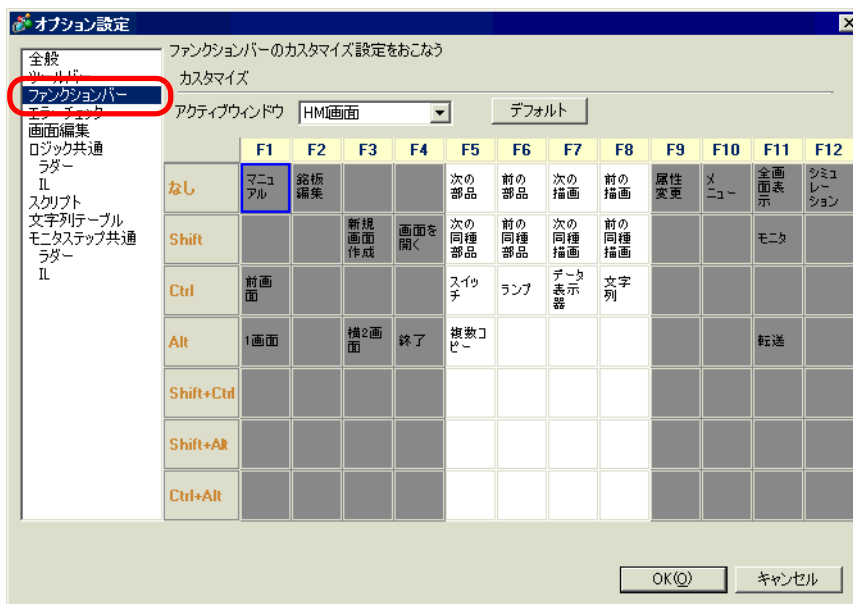 オプション設定
全般
ツールバー
ファンクションバー
エラーチェック
画面編集
ロジック共通
ラダー
IL
スクリプト
文字列テーブル
モニタステップ共通
ラダー
IL
ファンクションバーのカスタマイズ設定をおこなう
カスタマイズ
アクティブウィンドウ HMI画面 デフォルト
F1 F2 F3 F4 F5 F6 F7 F8 F9 F10 F11 F12
なし マニュアル 銘板編集 次の部品 前の部品 次の描画 前の描画 属性変更 メニュー 全画面表示 シミュレーション
Shift 新規画面作成 画面を開く 次の同種部品 前の同種部品 次の同種描画 前の同種描画 モニタ
Ctrl 前画面 スイッチ ランプ データ表示器 文字列
Alt 1画面 横2画面 終了 複数コピー 転送
Shift+Ctrl
Shift+Alt
Ctrl+Alt
OK(O) キャンセル